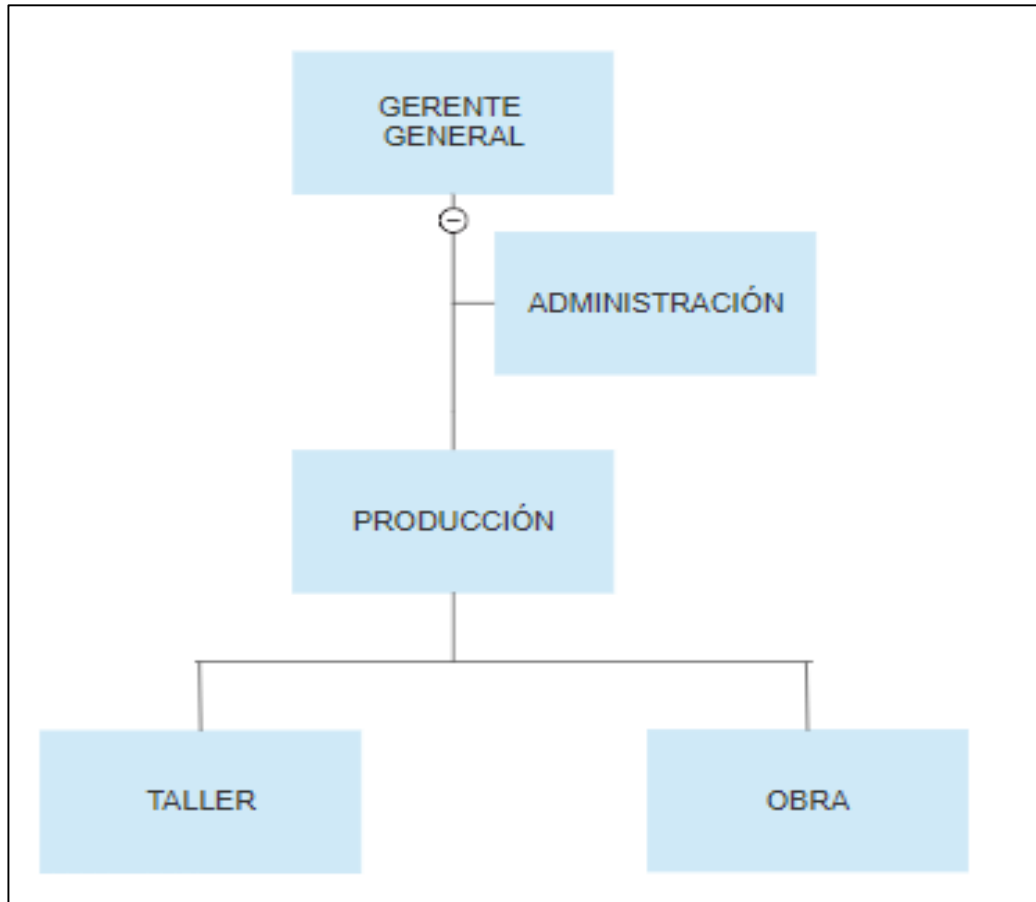 GERENTE
GENERAL
ADMINISTRACIÓN
PRODUCCIÓN
TALLER
OBRA